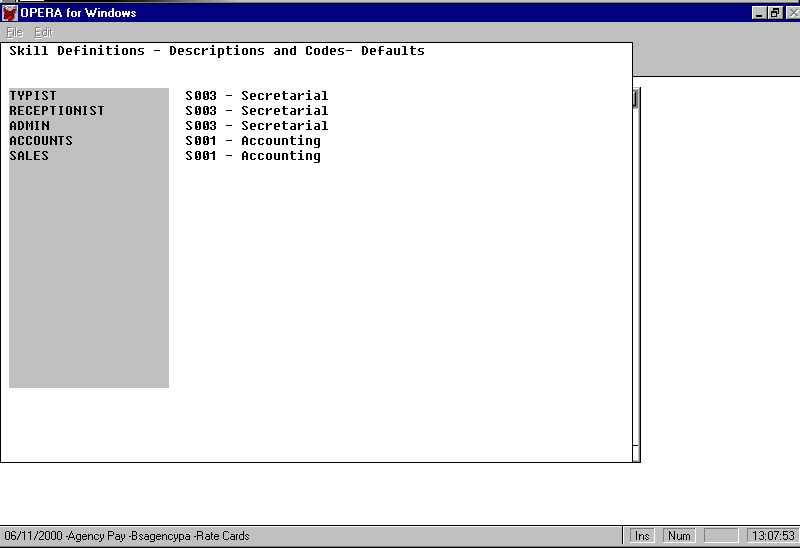 OPERA for Windows
File Edit
Skill Definitions - Descriptions and Codes- Defaults
TYPIST S003 - Secretarial
RECEPTIONIST S003 - Secretarial
ADMIN S003 - Secretarial
ACCOUNTS S001 - Accounting
SALES S001 - Accounting
06/11/2000 -Agency Pay -Bsagencypa -Rate Cards Ins Num 13:07:53